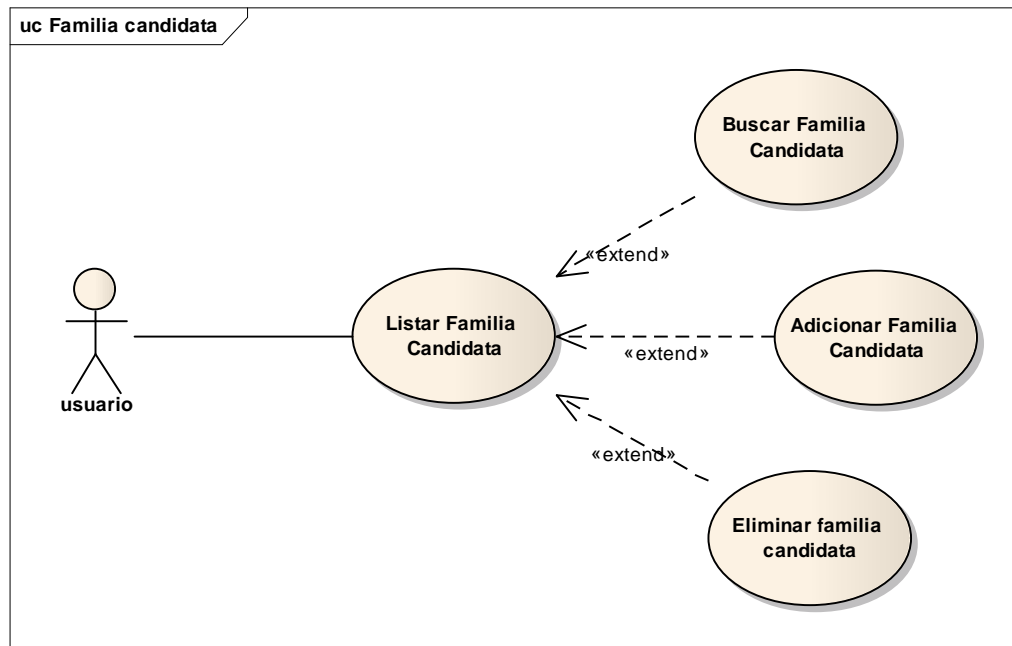 uc Familia candidata
Buscar Familia
Candidata
«extend»
Listar Familia
Candidata
Adicionar Familia
Candidata
«extend»
usuario
«extend»
Eliminar familia
candidata